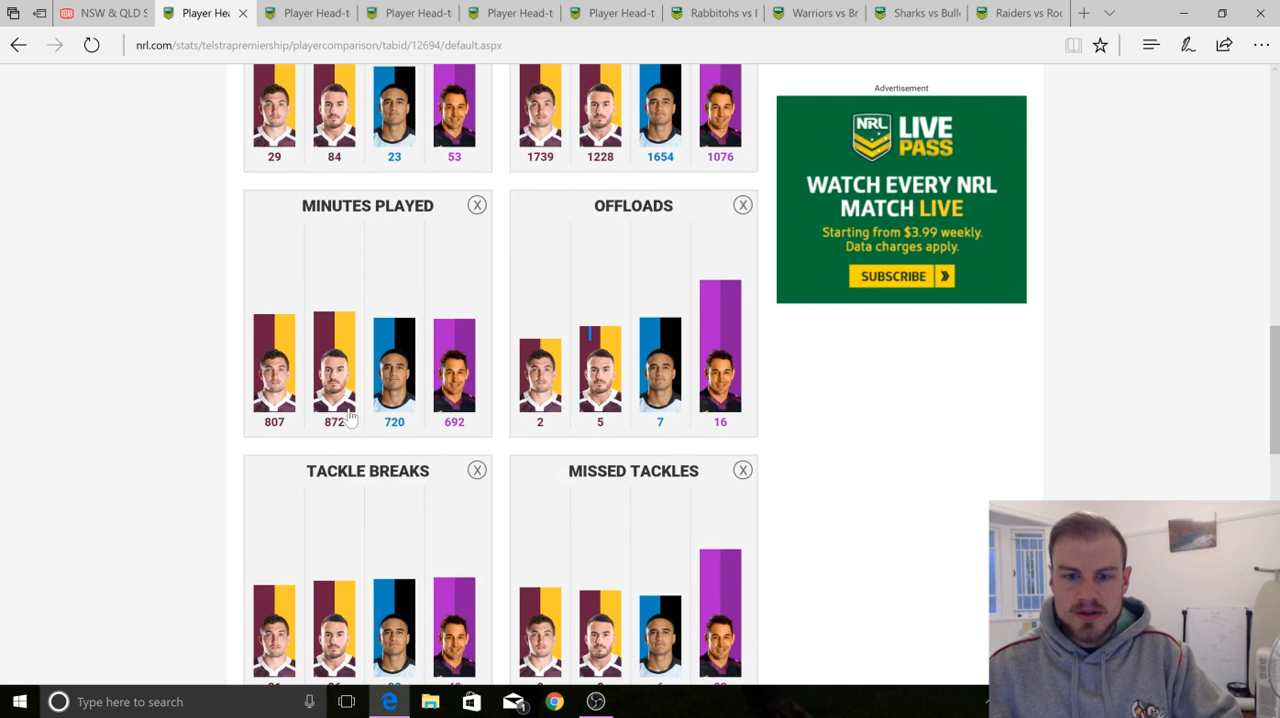 NSW & QLD S
Player Hea
Player Head-t
Player Head-t
Player Head-t
Rabbitohs vs I
Warriors vs Br
Sharks vs Bull
Raiders vs Roo
nrl.com/stats/telstrapremiership/playercomparison/tabid/12694/default.aspx
29 84 23 53
1739 1228 1654 1076
Advertisement
NRL LIVE PASS
WATCH EVERY NRL
MATCH LIVE
Starting from $3.99 weekly.
Data charges apply.
SUBSCRIBE
MINUTES PLAYED X
807 872 720 692
OFFLOADS X
2 5 7 16
TACKLE BREAKS X
MISSED TACKLES X
Type here to search
1